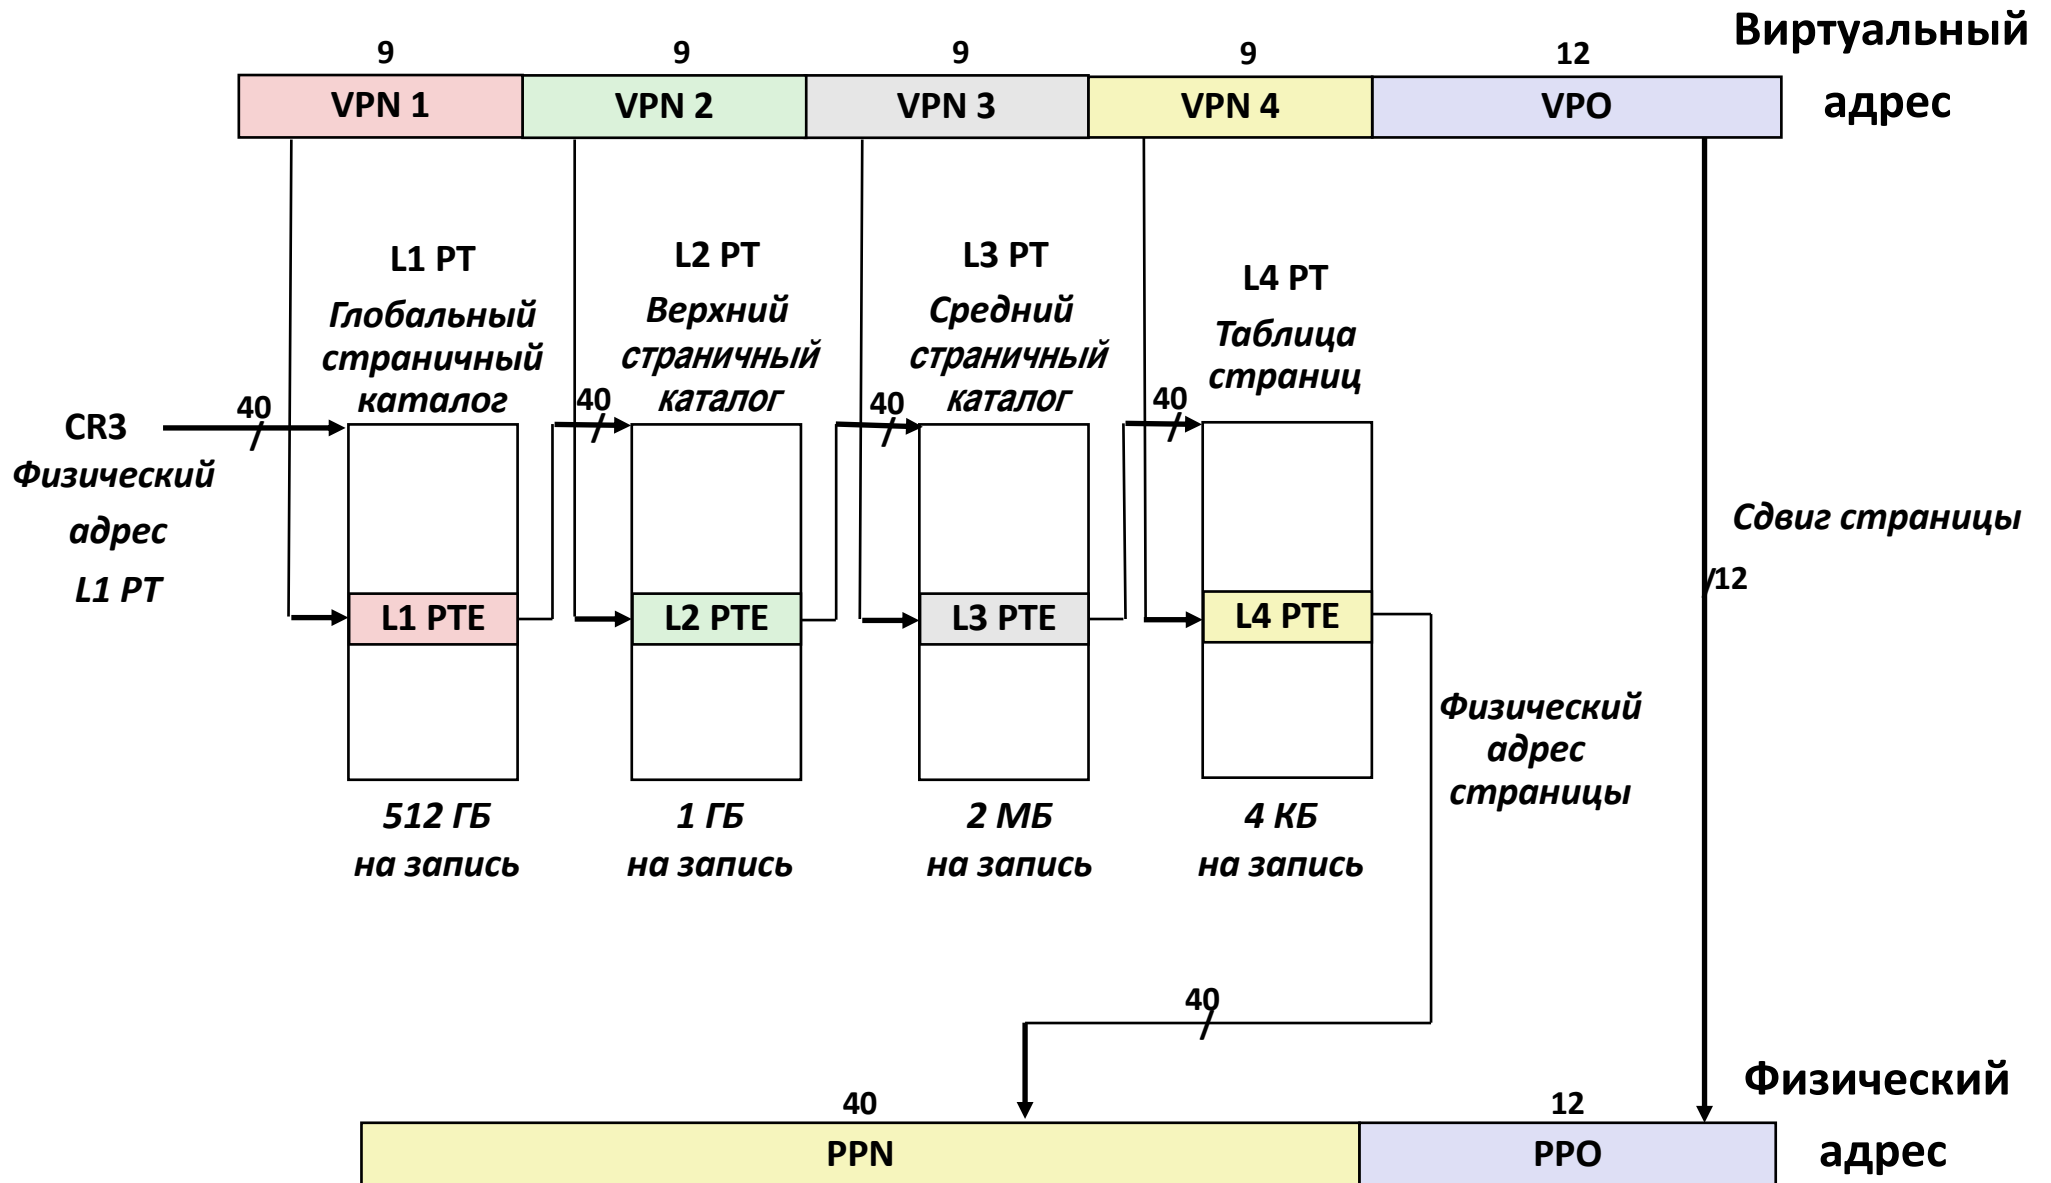 Виртуальный
адрес
9
9
9
9
12
VPN 1
VPN 2
VPN 3
VPN 4
VPO
L1 PT
Глобальный
страничный
каталог
L2 PT
Верхний
страничный
каталог
L3 PT
Средний
страничный
каталог
L4 PT
Таблица
страниц
40
40
40
40
CR3
Физический
адрес
L1 PT
L1 PTE
L2 PTE
L3 PTE
L4 PTE
Сдвиг страницы
/12
Физический
адрес
страницы
512 ГБ
на запись
1 ГБ
на запись
2 МБ
на запись
4 КБ
на запись
40
40
12
PPN
PPO
Физический
адрес